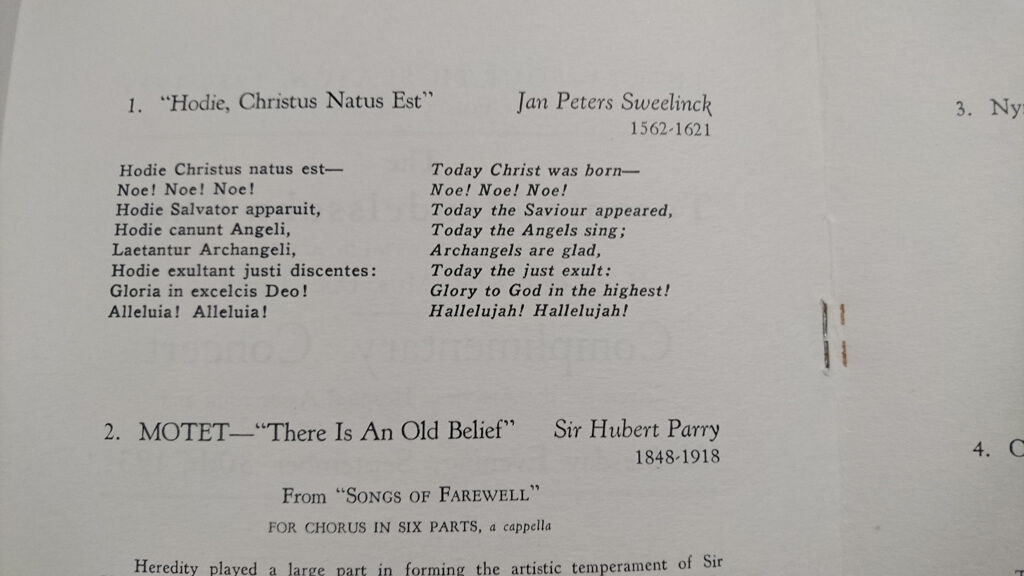 1. "Hodie, Christus Natus Est" Jan Peters Sweelinck
1562-1621
Hodie Christus natus est—
Noe! Noe! Noe!
Hodie Salvator apparuit,
Hodie canunt Angeli,
Laetantur Archangeli,
Hodie exultant justi discentes:
Gloria in excelcis Deo!
Alleluia! Alleluia!
Today Christ was born—
Noe! Noe! Noe!
Today the Saviour appeared,
Today the Angels sing;
Archangels are glad,
Today the just exult:
Glory to God in the highest!
Hallelujah! Hallelujah!
2. MOTET—"There Is An Old Belief" Sir Hubert Parry
1848-1918
From "SONGS OF FAREWELL"
FOR CHORUS IN SIX PARTS, a cappella
Heredity played a large part in forming the artistic temperament of Sir
3.
4.